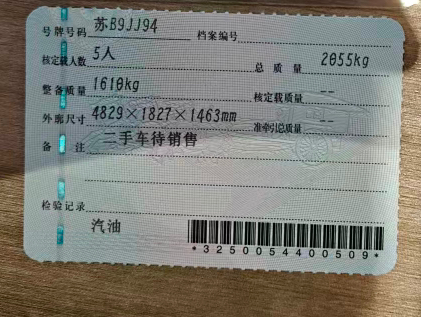 号牌号码 苏B9JJ94 档案编号
核定载人数 5人 总质量 2055kg
整备质量 1610kg 核定载质量 --
外廓尺寸 4829×1827×1463mm 准牵引总质量 --
备注 二手车待销售
检验记录
汽油
*3250054400509*